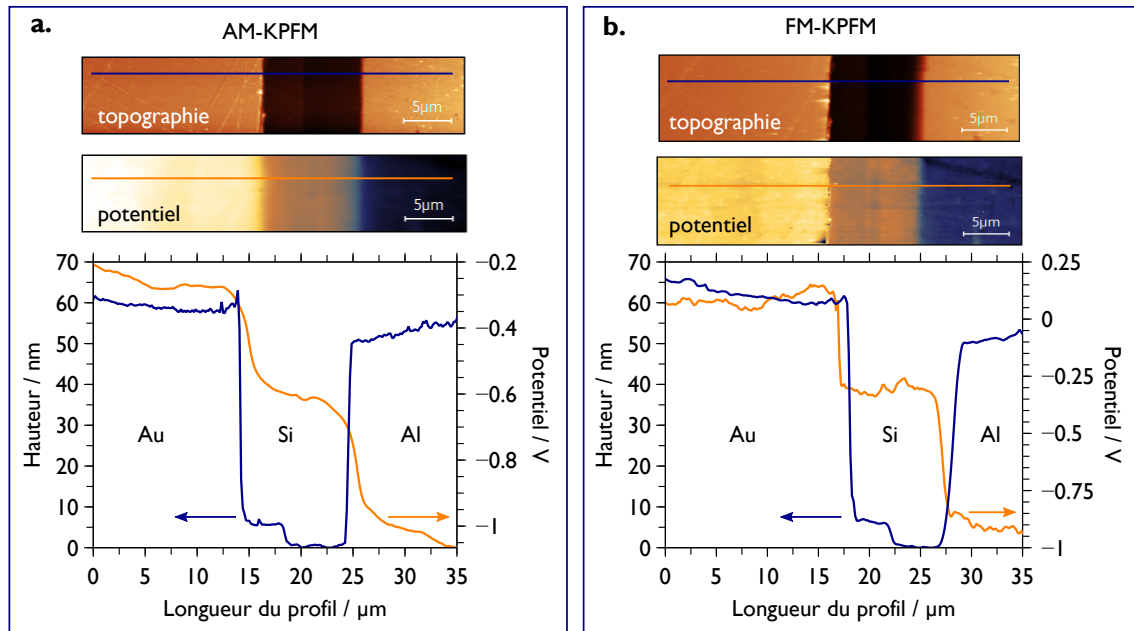 a.
AM-KPFM
topographie
5µm
potentiel
5µm
70
60
50
40
30
20
10
0
Hauteur / nm
−0.2
−0.4
−0.6
−0.8
−1
Potentiel / V
Au
Si
Al
0 5 10 15 20 25 30 35
Longueur du profil / µm
b.
FM-KPFM
topographie
5µm
potentiel
5µm
70
60
50
40
30
20
10
0
Hauteur / nm
0.25
0
−0.25
−0.5
−0.75
−1
Potentiel / V
Au
Si
Al
0 5 10 15 20 25 30 35
Longueur du profil / µm